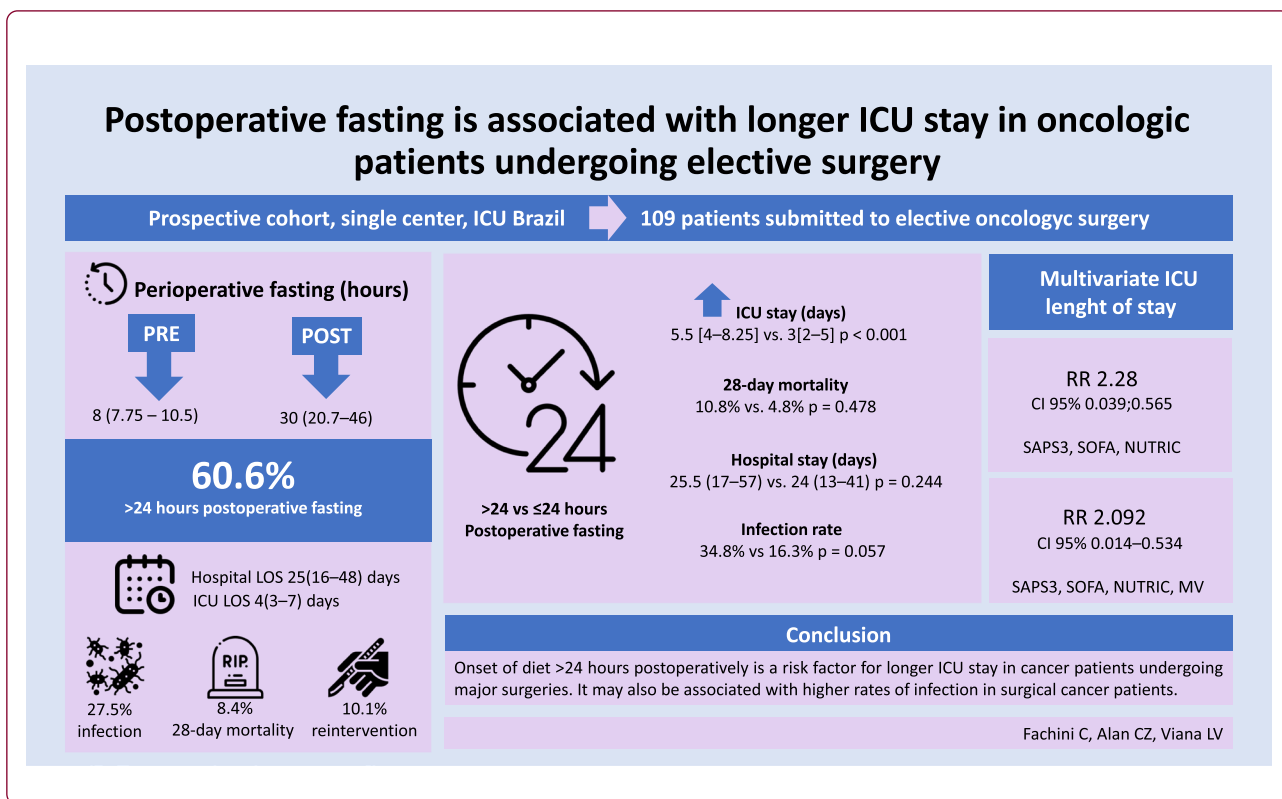 Postoperative fasting is associated with longer ICU stay in oncologic
patients undergoing elective surgery
Prospective cohort, single center, ICU Brazil
109 patients submitted to elective oncologyc surgery
Perioperative fasting (hours)
PRE
POST
8 (7.75 – 10.5)
30 (20.7–46)
60.6%
>24 hours postoperative fasting
Hospital LOS 25(16–48) days
ICU LOS 4(3–7) days
RIP.
27.5%
infection
8.4%
28-day mortality
10.1%
reintervention
24
>24 vs ≤24 hours
Postoperative fasting
ICU stay (days)
5.5 [4–8.25] vs. 3[2–5] p < 0.001
28-day mortality
10.8% vs. 4.8% p = 0.478
Hospital stay (days)
25.5 (17–57) vs. 24 (13–41) p = 0.244
Infection rate
34.8% vs 16.3% p = 0.057
Multivariate ICU
lenght of stay
RR 2.28
CI 95% 0.039;0.565
SAPS3, SOFA, NUTRIC
RR 2.092
CI 95% 0.014–0.534
SAPS3, SOFA, NUTRIC, MV
Conclusion
Onset of diet >24 hours postoperatively is a risk factor for longer ICU stay in cancer patients undergoing
major surgeries. It may also be associated with higher rates of infection in surgical cancer patients.
Fachini C, Alan CZ, Viana LV